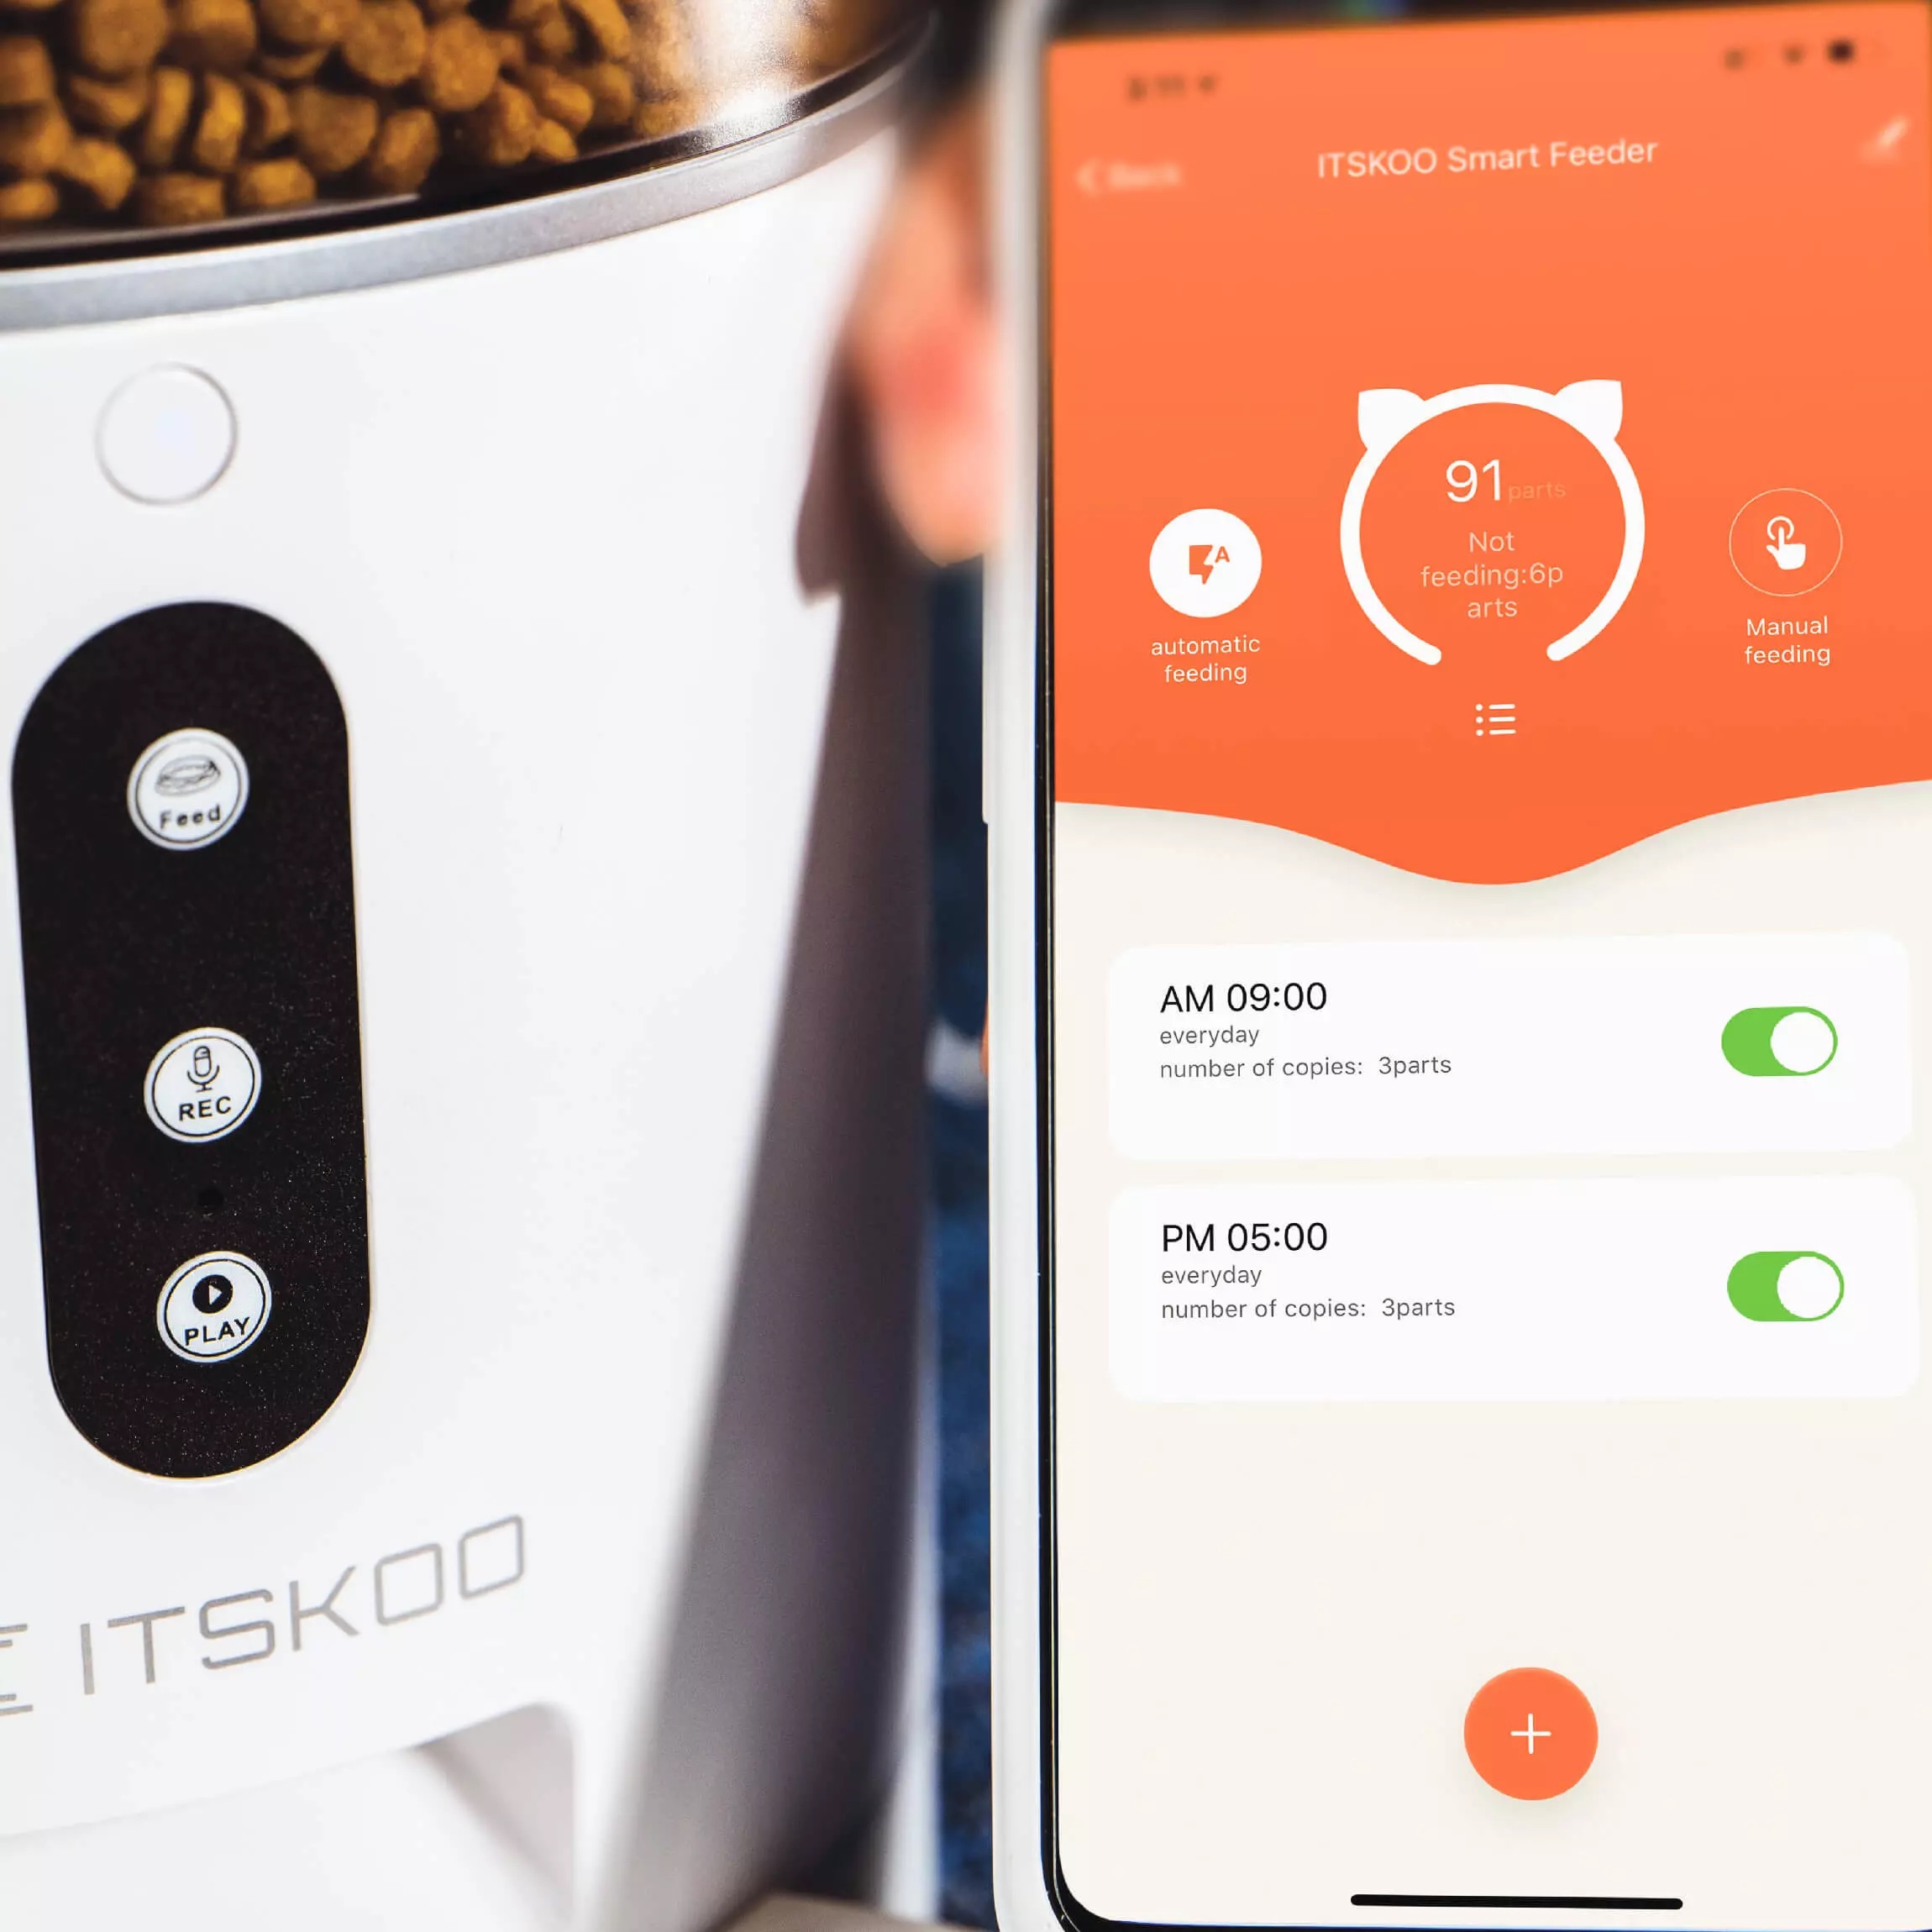 Feed
REC
PLAY
ITSKOO
Back
ITSKOO Smart Feeder
91 parts
Not
feeding:6p
arts
automatic
feeding
Manual
feeding
AM 09:00
everyday
number of copies: 3parts
PM 05:00
everyday
number of copies: 3parts